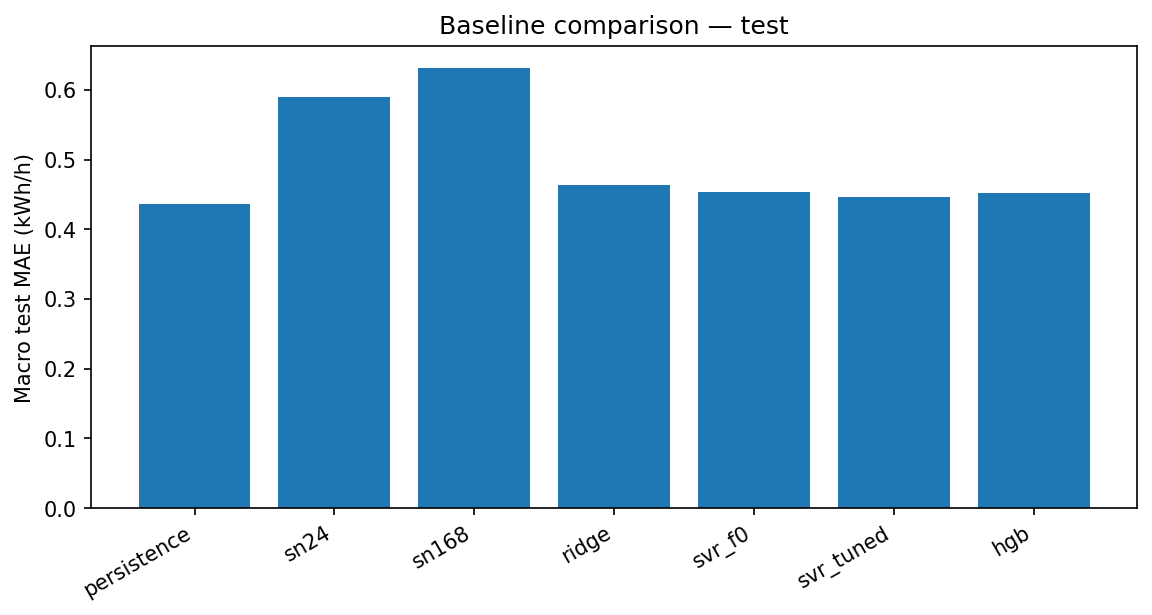 Baseline comparison — test
Macro test MAE (kWh/h)
0.6
0.5
0.4
0.3
0.2
0.1
0.0
persistence
sn24
sn168
ridge
svr_f0
svr_tuned
hgb